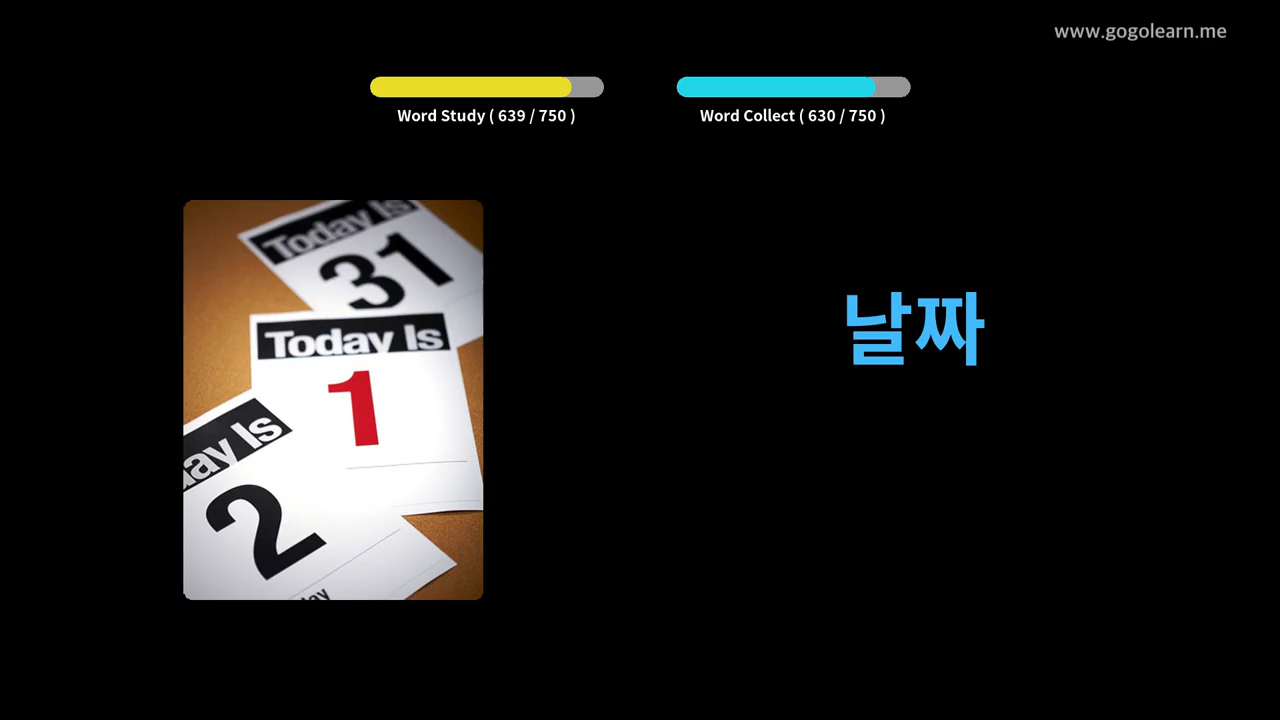 www.gogolearn.me
Word Study ( 639 / 750 )
Word Collect ( 630 / 750 )
Today Is
31
Today Is
1
day Is
2
날짜